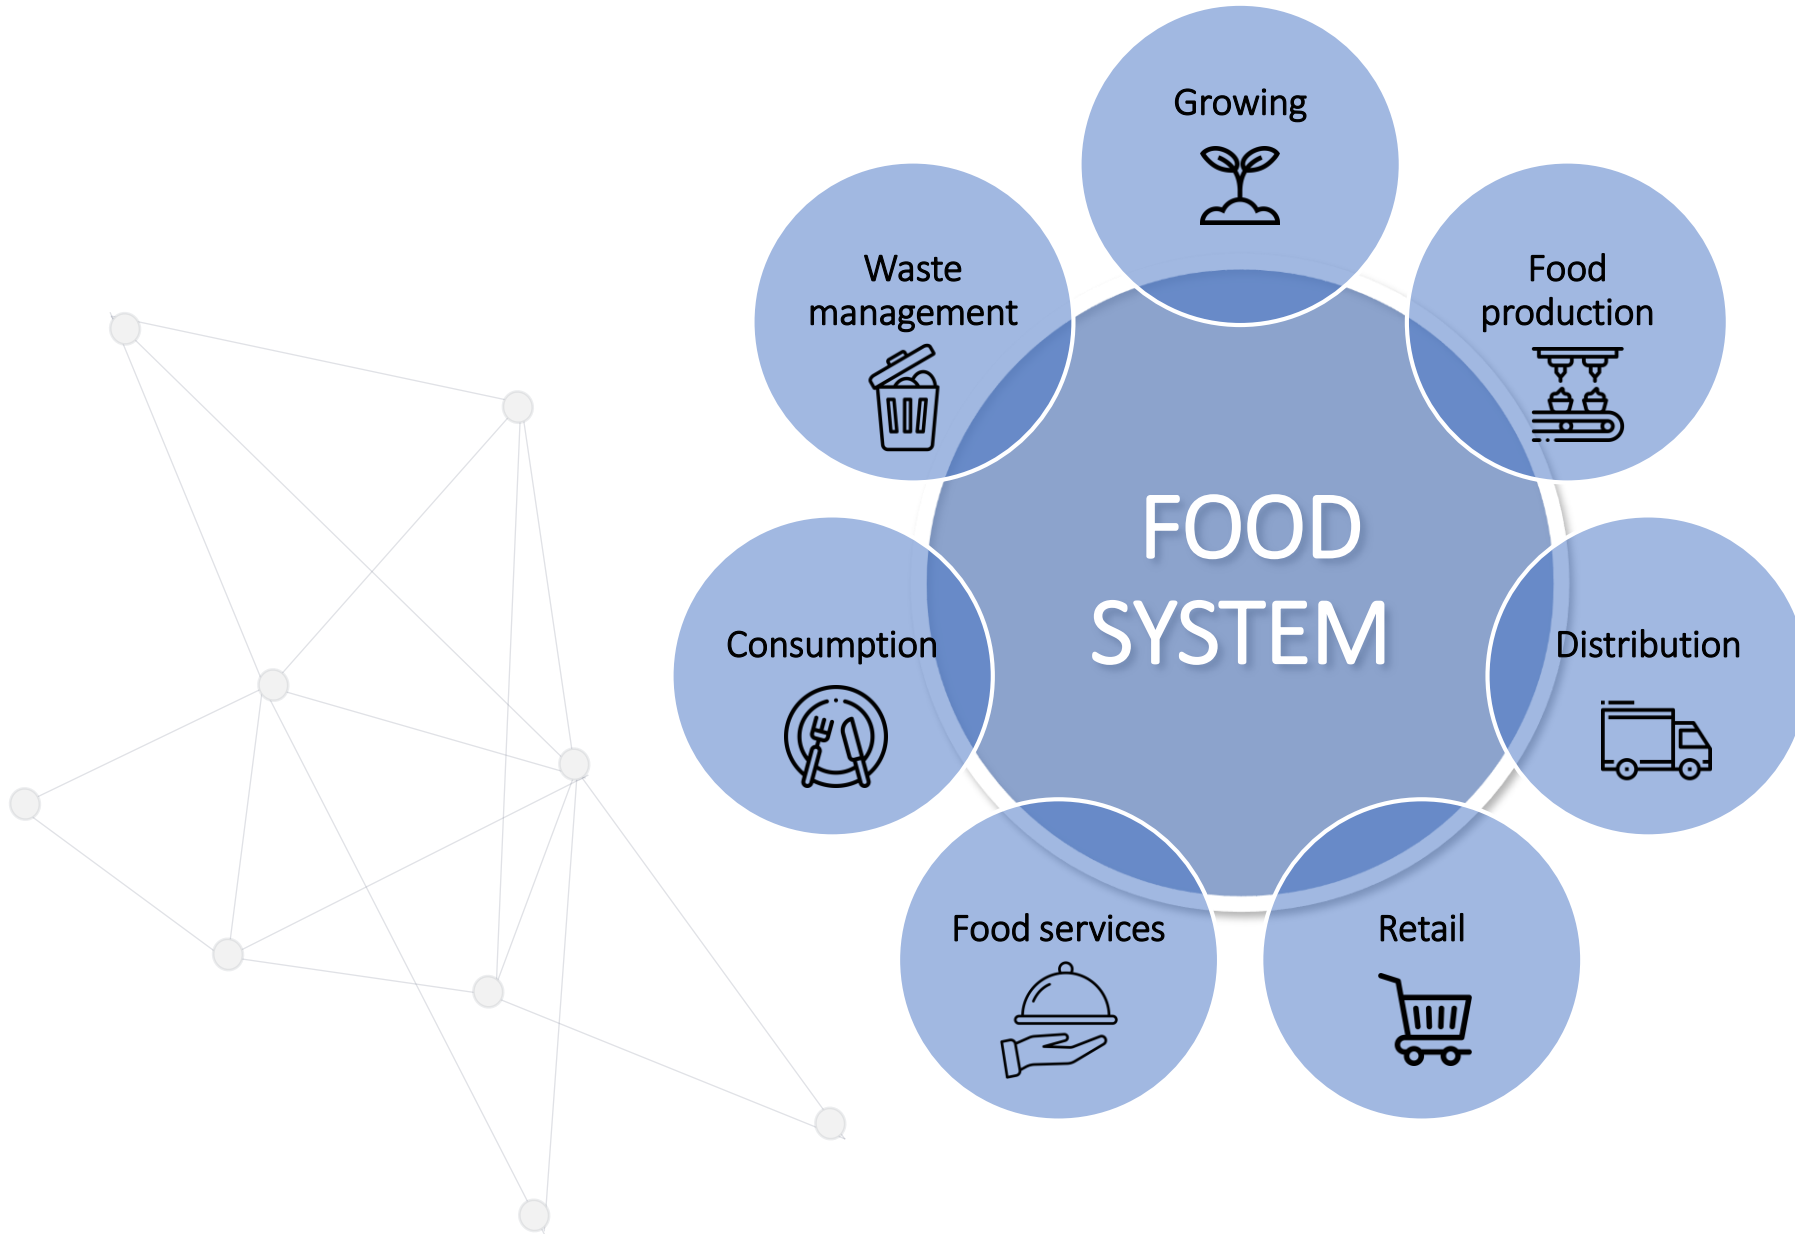 Growing
Food
production
Distribution
Retail
Food services
Consumption
Waste
management
FOOD
SYSTEM